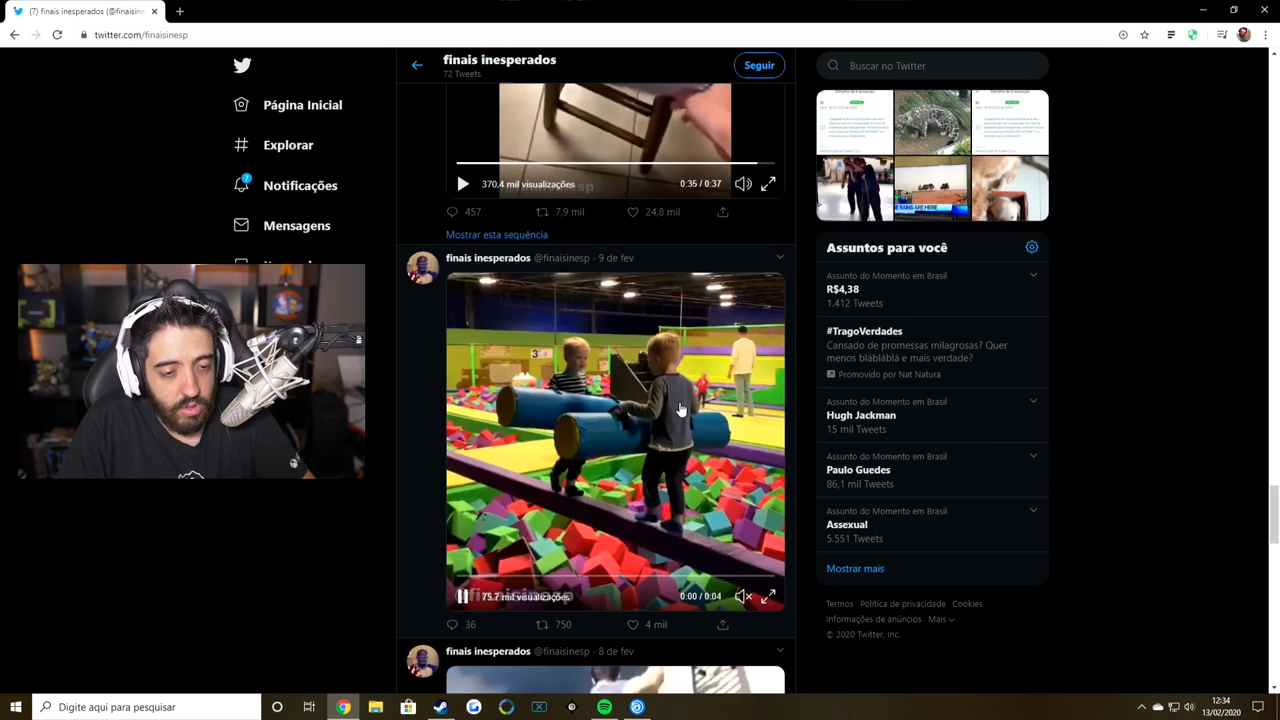 (7) finais inesperados (@finaisine
twitter.com/finaisinesp
Página Inicial
Explorar
7
Notificações
Mensagens
finais inesperados
72 Tweets
Seguir
370,4 mil visualizações
0:35 / 0:37
457
7,9 mil
24,8 mil
Mostrar esta sequência
finais inesperados @finaisinesp · 9 de fev
3
75,7 mil visualizações
@finaisinesp
0:00 / 0:04
36
750
4 mil
finais inesperados @finaisinesp · 8 de fev
Buscar no Twitter
E RAINS ARE HERE
Assuntos para você
Assunto do Momento em Brasil
R$4,38
1.412 Tweets
#TragoVerdades
Cansado de promessas milagrosas? Quer
menos blábláblá e mais verdade?
Promovido por Nat Natura
Assunto do Momento em Brasil
Hugh Jackman
15 mil Tweets
Assunto do Momento em Brasil
Paulo Guedes
86,1 mil Tweets
Assunto do Momento em Brasil
Assexual
5.551 Tweets
Mostrar mais
Termos Política de privacidade Cookies
Informações de anúncios Mais
© 2020 Twitter, Inc.
Digite aqui para pesquisar
12:34
13/02/2020